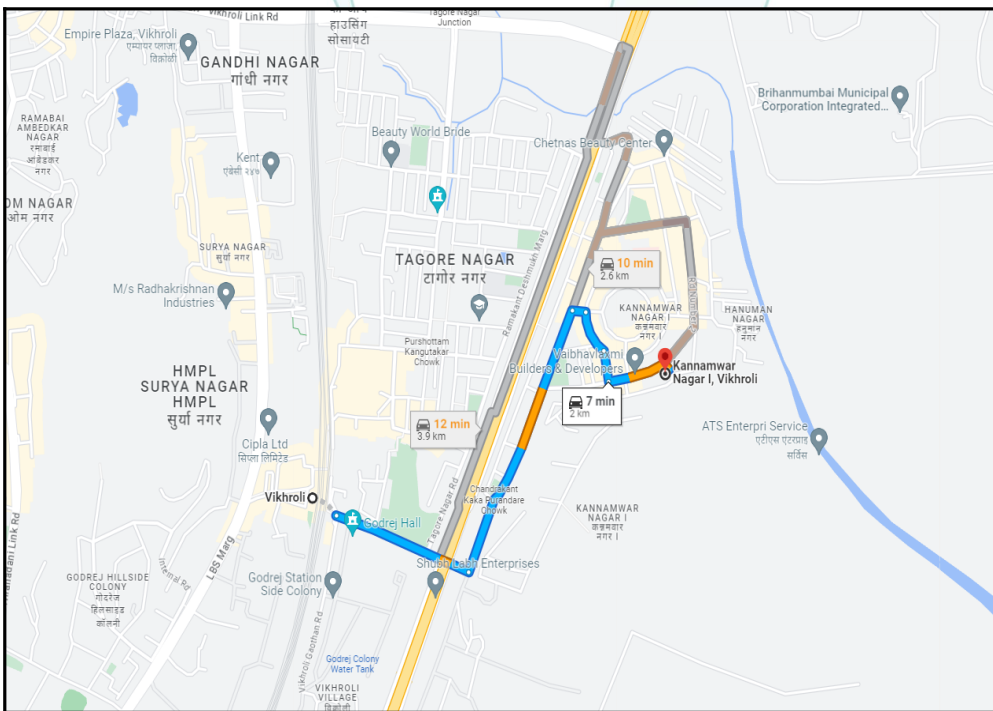 Vikhroli Link Rd
Tagore Nagar
Junction
हाउसिंग
सोसायटी
Empire Plaza, Vikhroli
एम्पायर प्लाझा,
विक्रोळी
GANDHI NAGAR
गांधी नगर
Vikhroli Link Rd
Brihanmumbai Municipal
Corporation Integrated...
RAMABAI
AMBEDKAR
NAGAR
रमाबाई
आंबेडकर
नगर
Beauty World Bride
Chetnas Beauty Center
Kent
एंबेसी २४७
OM NAGAR
ओम नगर
SURYA NAGAR
सुर्या नगर
TAGORE NAGAR
टागोर नगर
Ramakant Deshmukh Marg
10 min
2.6 km
M/s Radhakrishnan
Industries
KANNAMWAR
NAGAR I
कन्नमवार
नगर I
HANUMAN
NAGAR
हनुमान
नगर
Purshottam
Kangutakar
Chowk
Vaibhavlaxmi
Builders & Developers
Kannamwar
Nagar I, Vikhroli
HMPL
SURYA NAGAR
HMPL
सुर्या नगर
7 min
2 km
12 min
3.9 km
Cipla Ltd
सिप्ला लिमिटेड
ATS Enterpri Service
एटीएस एंटरप्राइ
सर्विस
Vikhroli
Tagore Nagar Rd
Chandrakant
Kaka Purandare
Chowk
KANNAMWAR
NAGAR I
कन्नमवार
नगर I
Godrej Hall
LBS Marg
Internal Rd
Shubh Labh Enterprises
GODREJ HILLSIDE
COLONY
गोदरेज
हिलसाइड
कॉलनी
Godrej Station
Side Colony
Vikhroli Gaothan Rd
Godrej Colony
Water Tank
VIKHROLI
VILLAGE
विक्रोळी